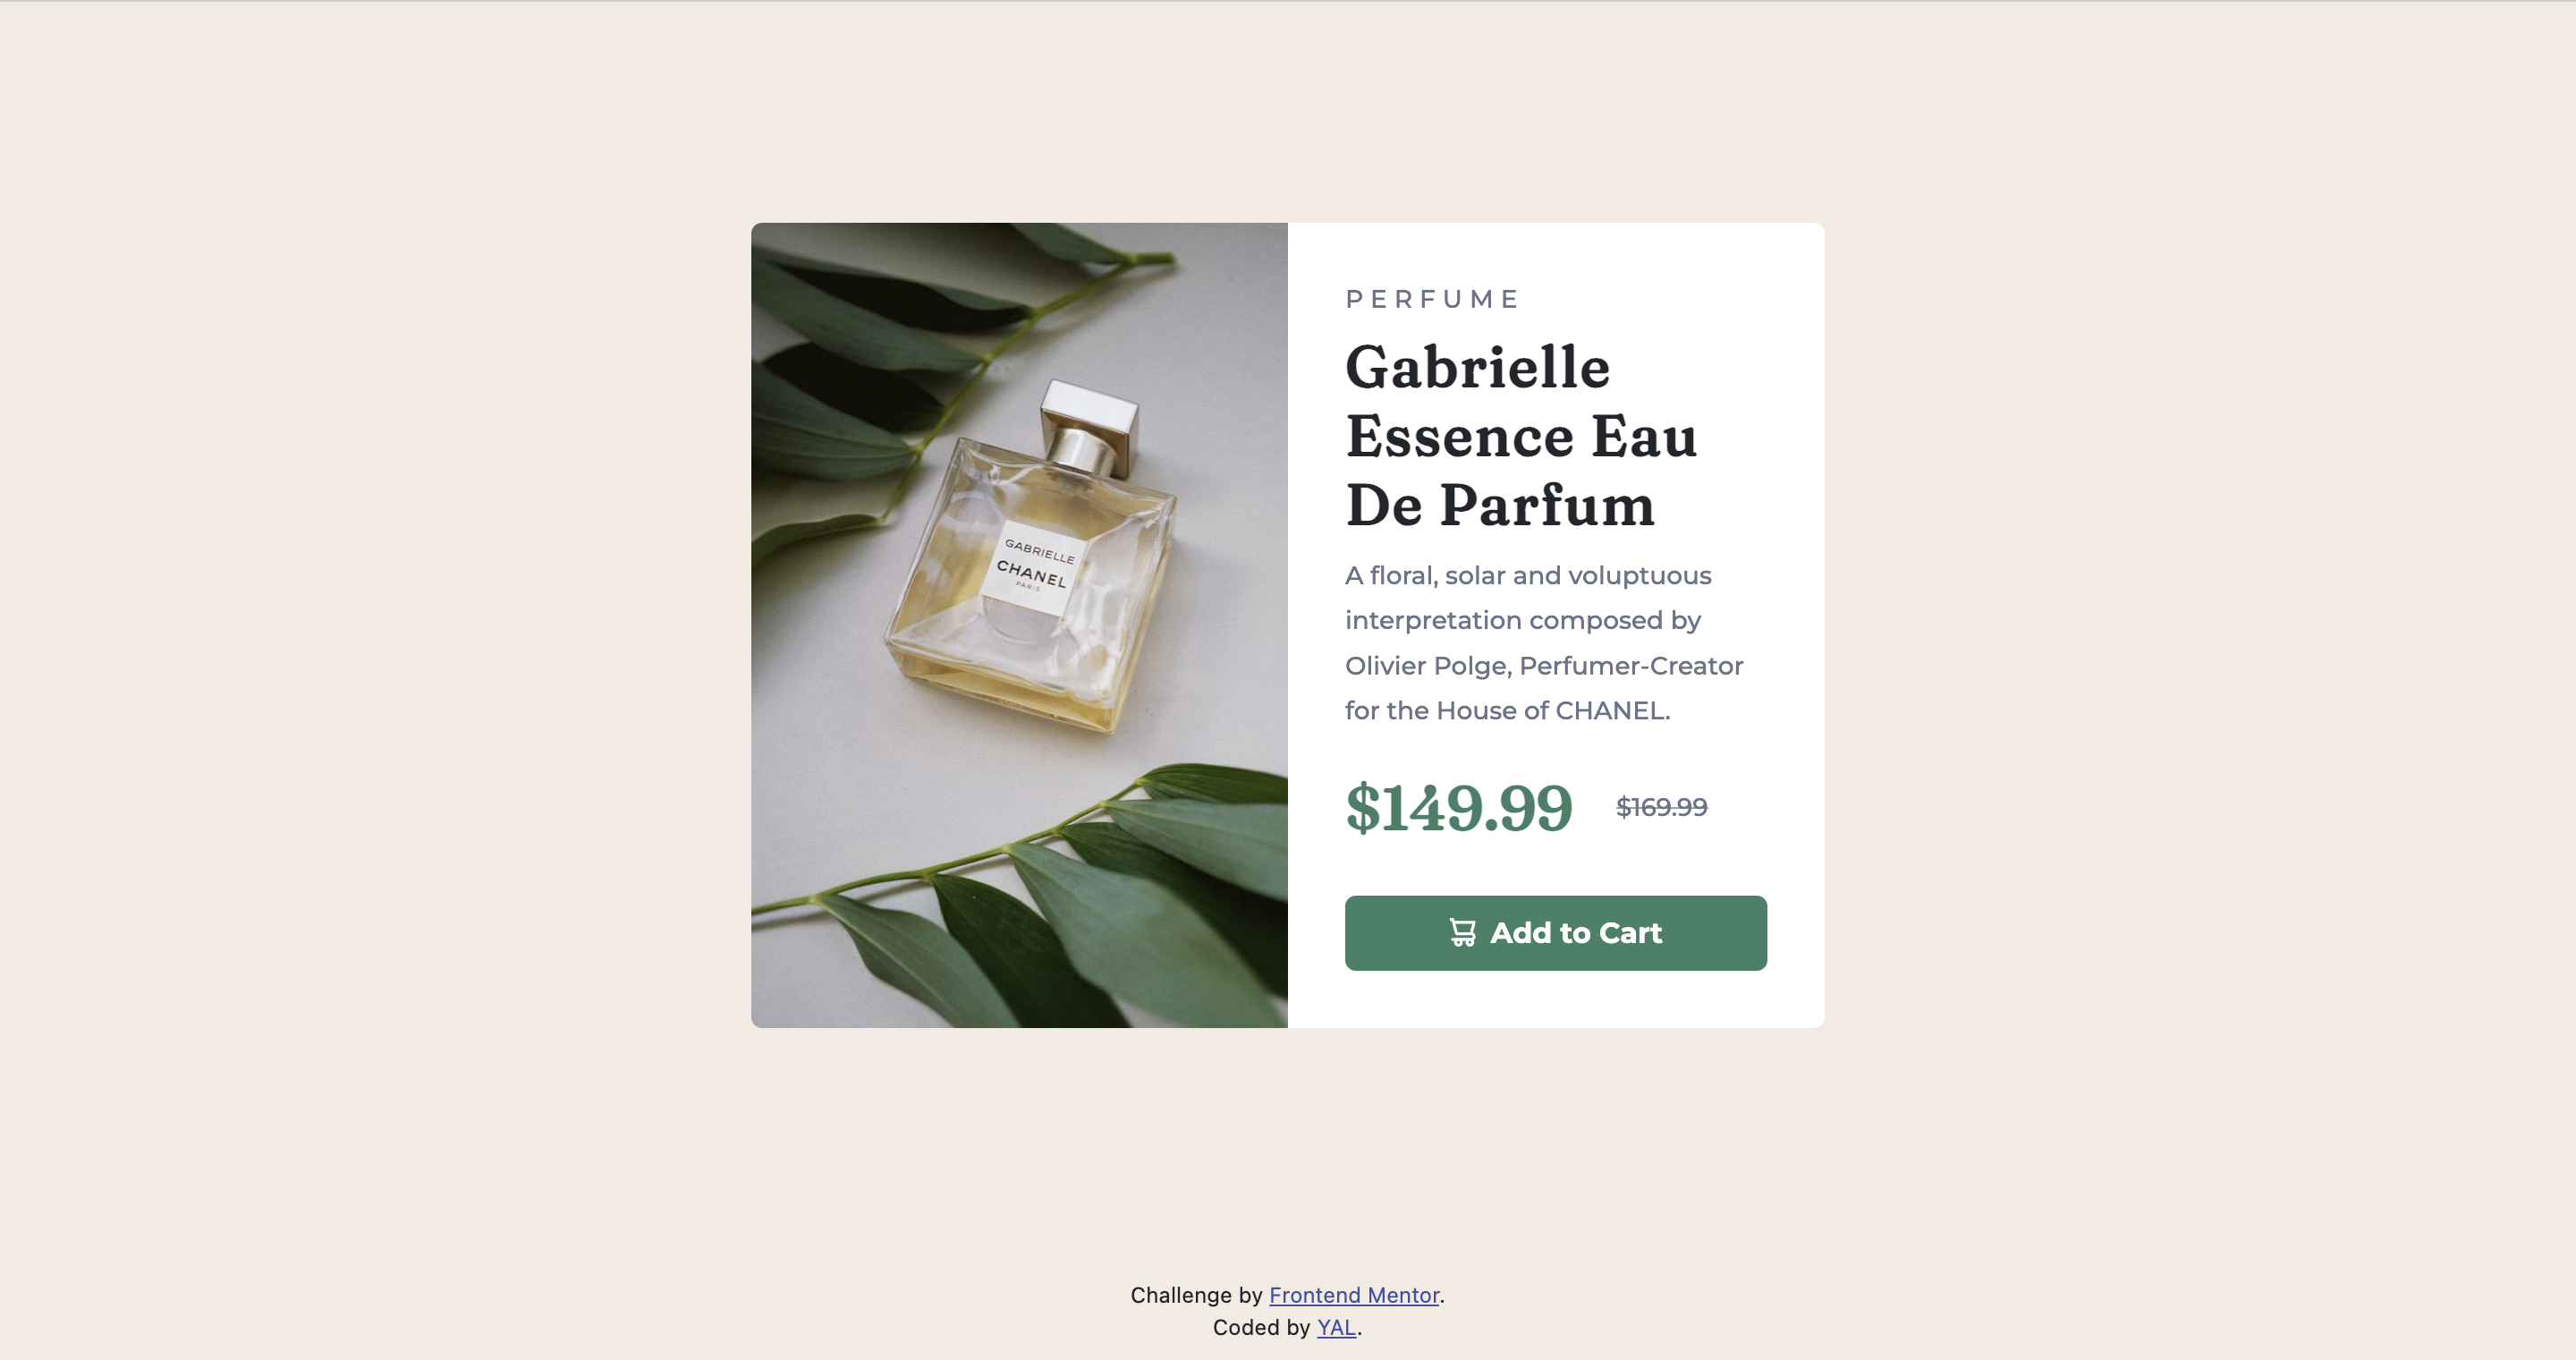 GABRIELLE
CHANEL
PARIS
PERFUME
Gabrielle
Essence Eau
De Parfum
A floral, solar and voluptuous
interpretation composed by
Olivier Polge, Perfumer-Creator
for the House of CHANEL.
$149.99 $169.99
Add to Cart
Challenge by Frontend Mentor.
Coded by YAL.